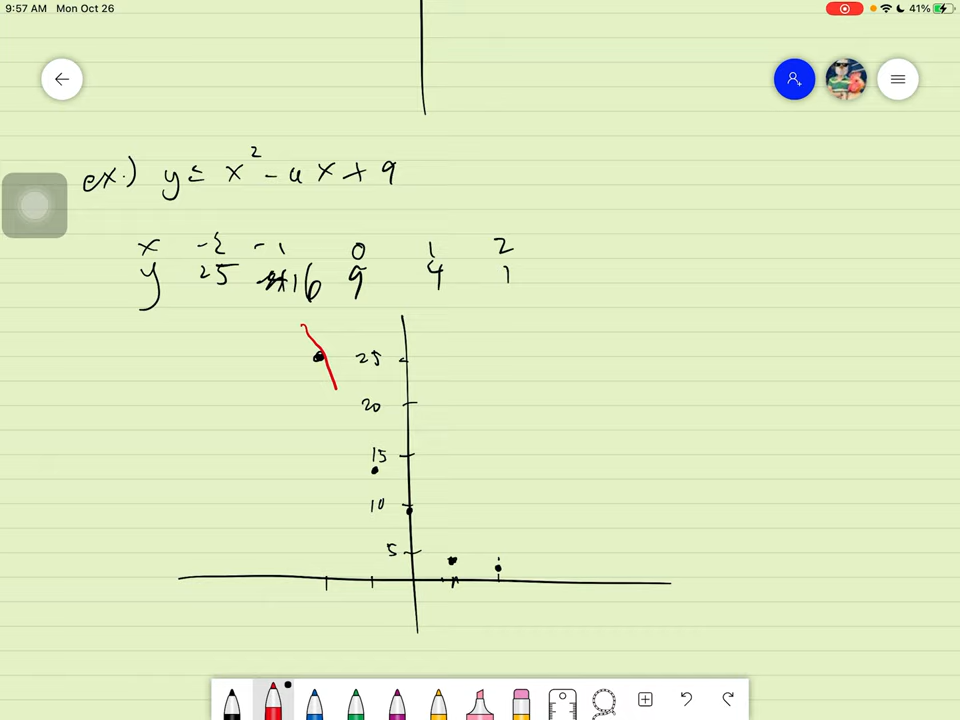 9:57 AM Mon Oct 26
41%
ex.) y ≤ x² - 6x + 9
x -2 -1 0 1 2
y 25 16 9 4 1
25
20
15
10
5